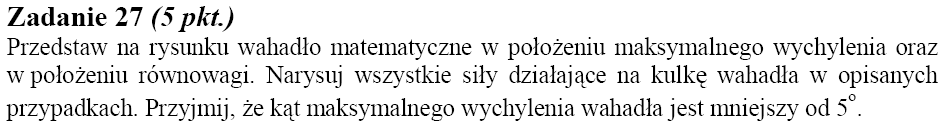 Zadanie 27 (5 pkt.)
Przedstaw na rysunku wahadło matematyczne w położeniu maksymalnego wychylenia oraz
w położeniu równowagi. Narysuj wszystkie siły działające na kulkę wahadła w opisanych
przypadkach. Przyjmij, że kąt maksymalnego wychylenia wahadła jest mniejszy od 5°.